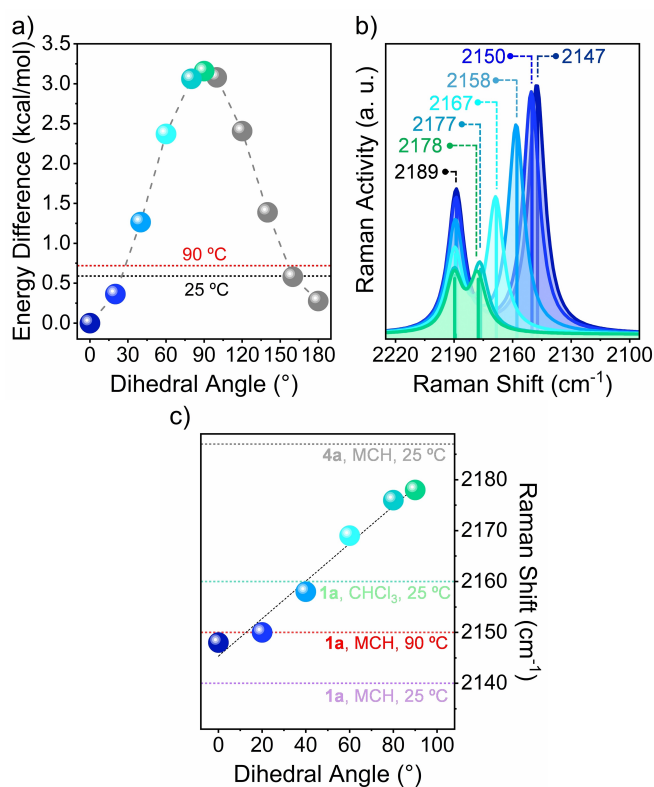 a)
Energy Difference (kcal/mol)
3.5
3.0
2.5
2.0
1.5
1.0
0.5
0.0
90 ºC
25 ºC
0 30 60 90 120 150 180
Dihedral Angle (°)
b)
Raman Activity (a. u.)
2150
2147
2158
2167
2177
2178
2189
2220 2190 2160 2130 2100
Raman Shift (cm-1)
c)
4a, MCH, 25 ºC
1a, CHCl3, 25 ºC
1a, MCH, 90 ºC
1a, MCH, 25 ºC
2180
2170
2160
2150
2140
Raman Shift (cm-1)
0 20 40 60 80 100
Dihedral Angle (°)